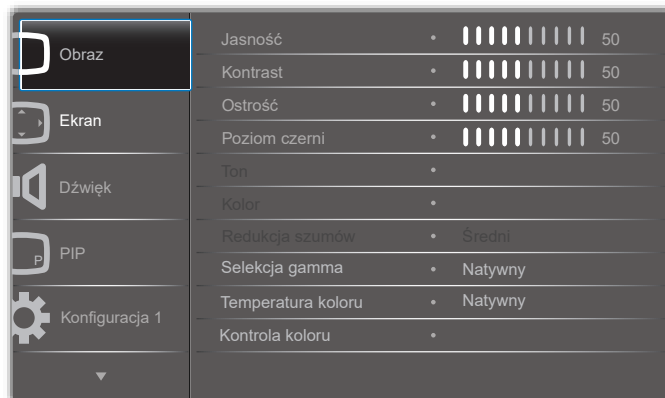 Obraz
Ekran
Dźwięk
P
PIP
Konfiguracja 1
Jasność • 50
Kontrast • 50
Ostrość • 50
Poziom czerni • 50
Ton •
Kolor •
Redukcja szumów • Średni
Selekcja gamma • Natywny
Temperatura koloru • Natywny
Kontrola koloru •